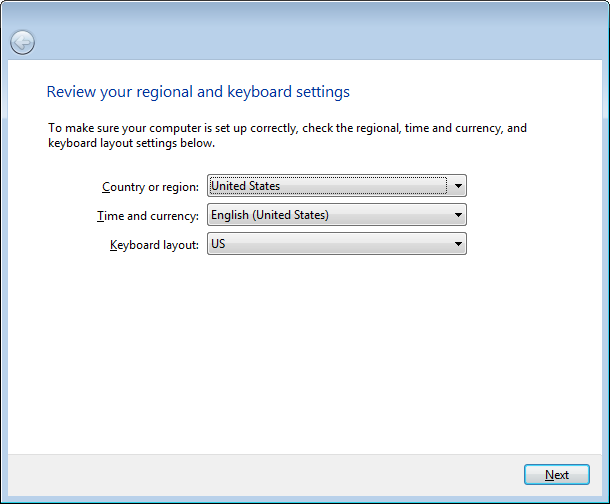 Review your regional and keyboard settings
To make sure your computer is set up correctly, check the regional, time and currency, and
keyboard layout settings below.
Country or region: United States
Time and currency: English (United States)
Keyboard layout: US
Next